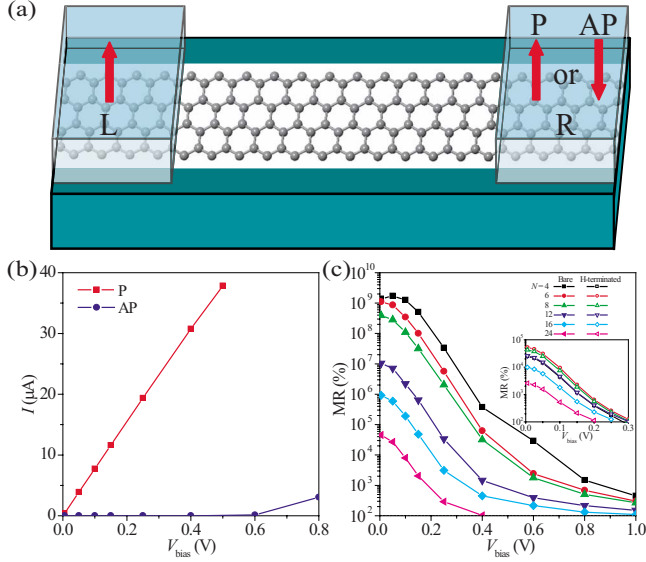 (a)
P
AP
or
L
R
(b)
40
30
20
10
0
I (μA)
P
AP
0.0
0.2
0.4
0.6
0.8
V_bias (V)
(c)
Bare H-terminated
N = 4
6
8
12
16
24
10^10
10^9
10^8
10^7
10^6
10^5
10^4
10^3
10^2
MR (%)
0.0
0.2
0.4
0.6
0.8
1.0
V_bias (V)
10^5
10^4
10^3
10^2
MR (%)
0.0
0.1
0.2
0.3
V_bias (V)